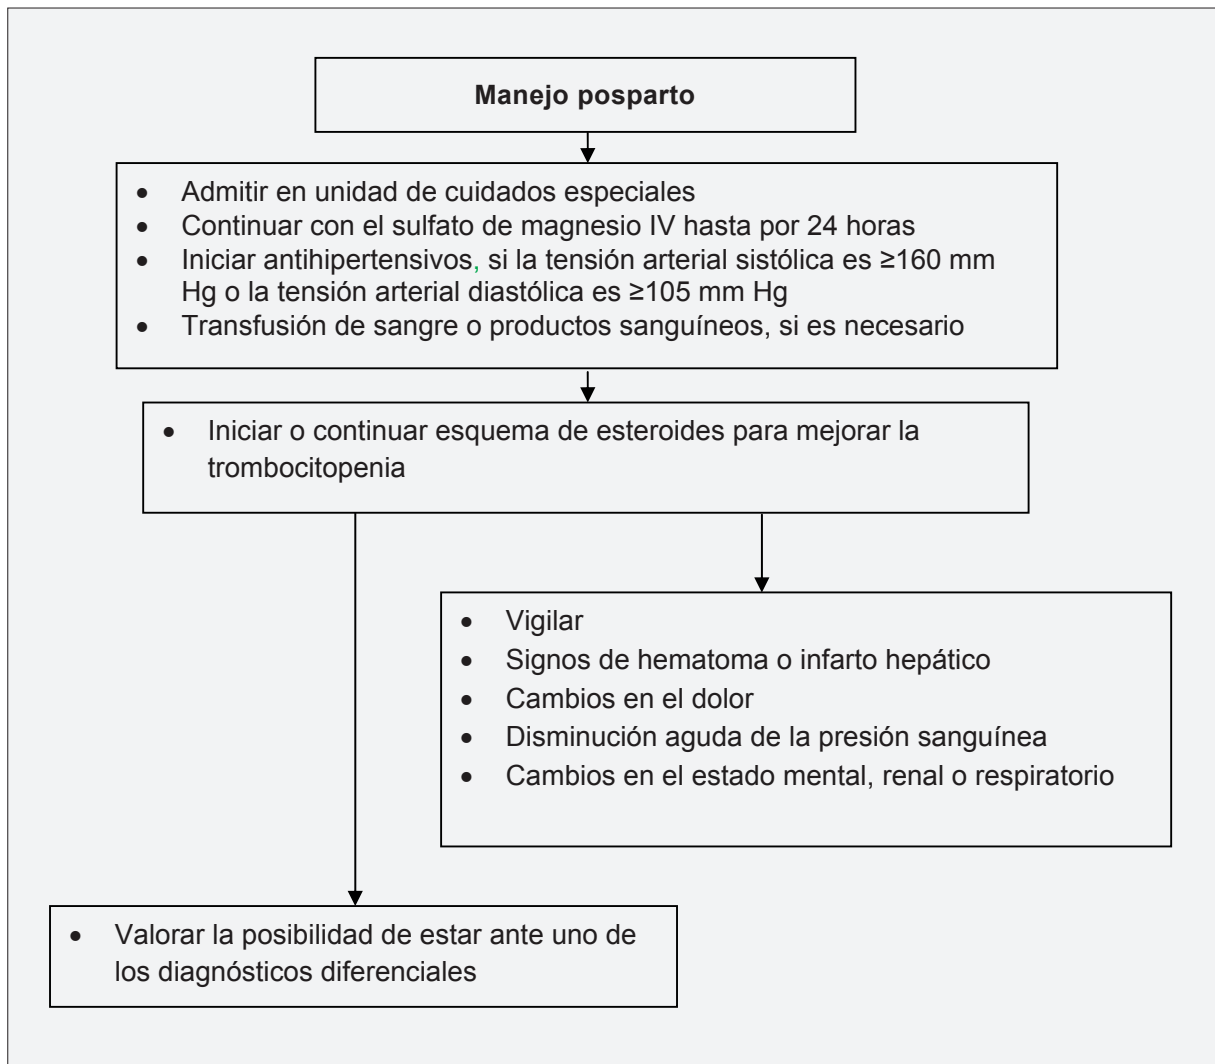 Manejo posparto
• Admitir en unidad de cuidados especiales
• Continuar con el sulfato de magnesio IV hasta por 24 horas
• Iniciar antihipertensivos, si la tensión arterial sistólica es ≥160 mm
Hg o la tensión arterial diastólica es ≥105 mm Hg
• Transfusión de sangre o productos sanguíneos, si es necesario
• Iniciar o continuar esquema de esteroides para mejorar la
trombocitopenia
• Vigilar
• Signos de hematoma o infarto hepático
• Cambios en el dolor
• Disminución aguda de la presión sanguínea
• Cambios en el estado mental, renal o respiratorio
• Valorar la posibilidad de estar ante uno de
los diagnósticos diferenciales